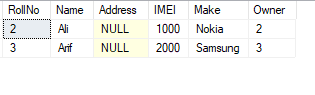 RollNo Name Address IMEI Make Owner
2 Ali NULL 1000 Nokia 2
3 Arif NULL 2000 Samsung 3